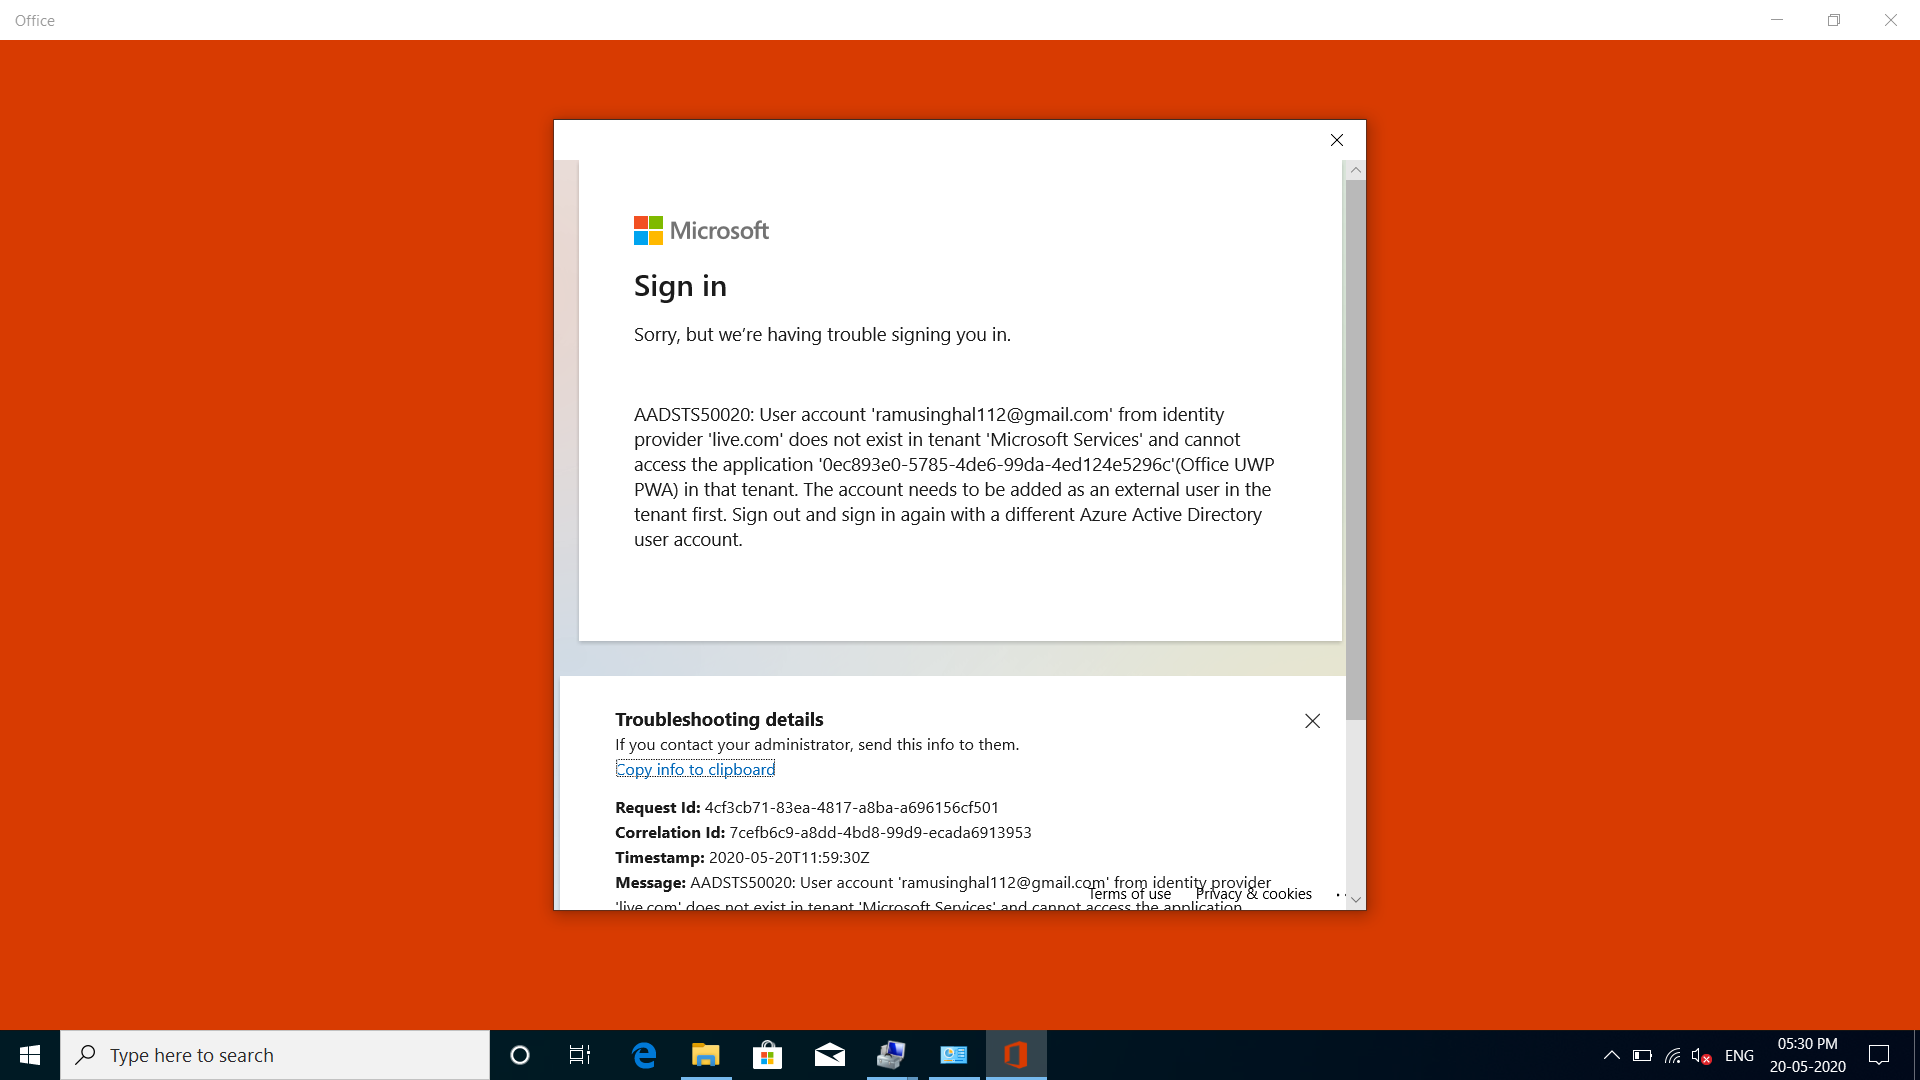 Office
Microsoft
Sign in
Sorry, but we’re having trouble signing you in.
AADSTS50020: User account 'ramusinghal112@gmail.com' from identity
provider 'live.com' does not exist in tenant 'Microsoft Services' and cannot
access the application '0ec893e0-5785-4de6-99da-4ed124e5296c'(Office UWP
PWA) in that tenant. The account needs to be added as an external user in the
tenant first. Sign out and sign in again with a different Azure Active Directory
user account.
Troubleshooting details
If you contact your administrator, send this info to them.
Copy info to clipboard
Request Id: 4cf3cb71-83ea-4817-a8ba-a696156cf501
Correlation Id: 7cefb6c9-a8dd-4bd8-99d9-ecada6913953
Timestamp: 2020-05-20T11:59:30Z
Message: AADSTS50020: User account 'ramusinghal112@gmail.com' from identity provider
Terms of use Privacy & cookies ...
'live.com' does not exist in tenant 'Microsoft Services' and cannot access the application
Type here to search
ENG
05:30 PM
20-05-2020